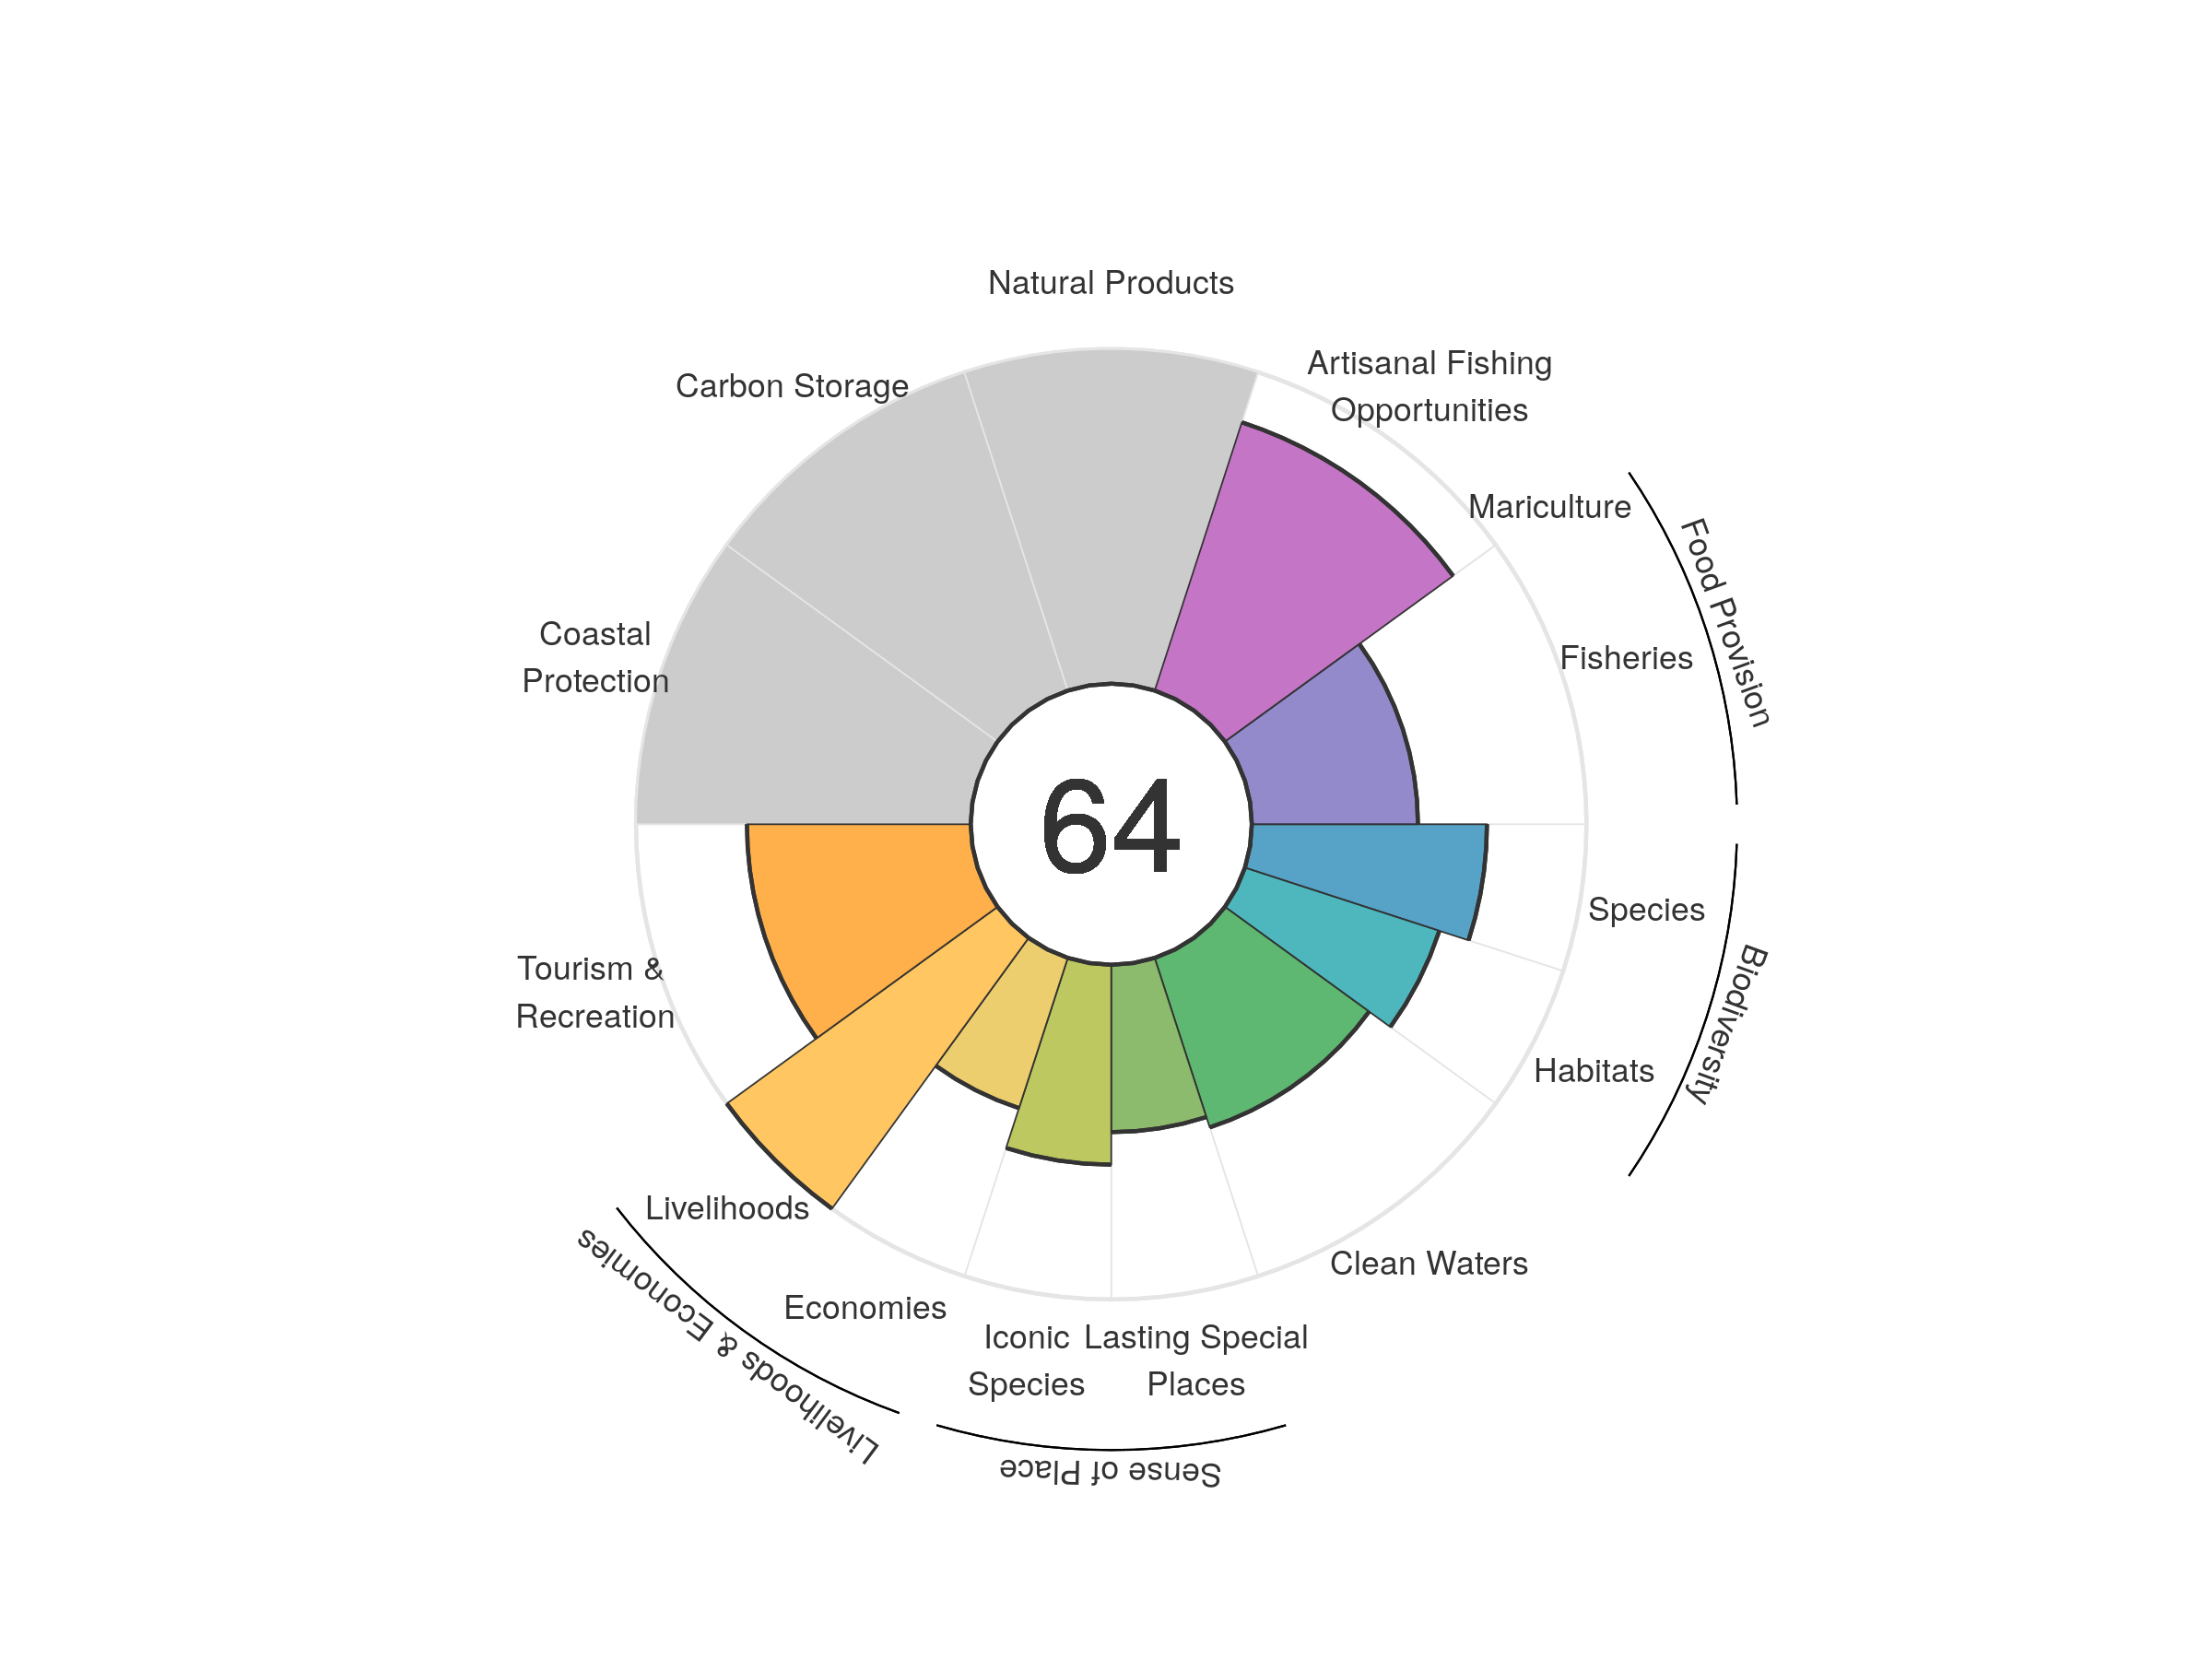 Natural Products
Artisanal Fishing
Opportunities
Carbon Storage
Mariculture
Food Provision
Fisheries
Coastal
Protection
64
Species
Biodiversity
Tourism &
Recreation
Habitats
Livelihoods
Clean Waters
Livelihoods & Economies
Economies
Iconic
Species
Lasting Special
Places
Sense of Place